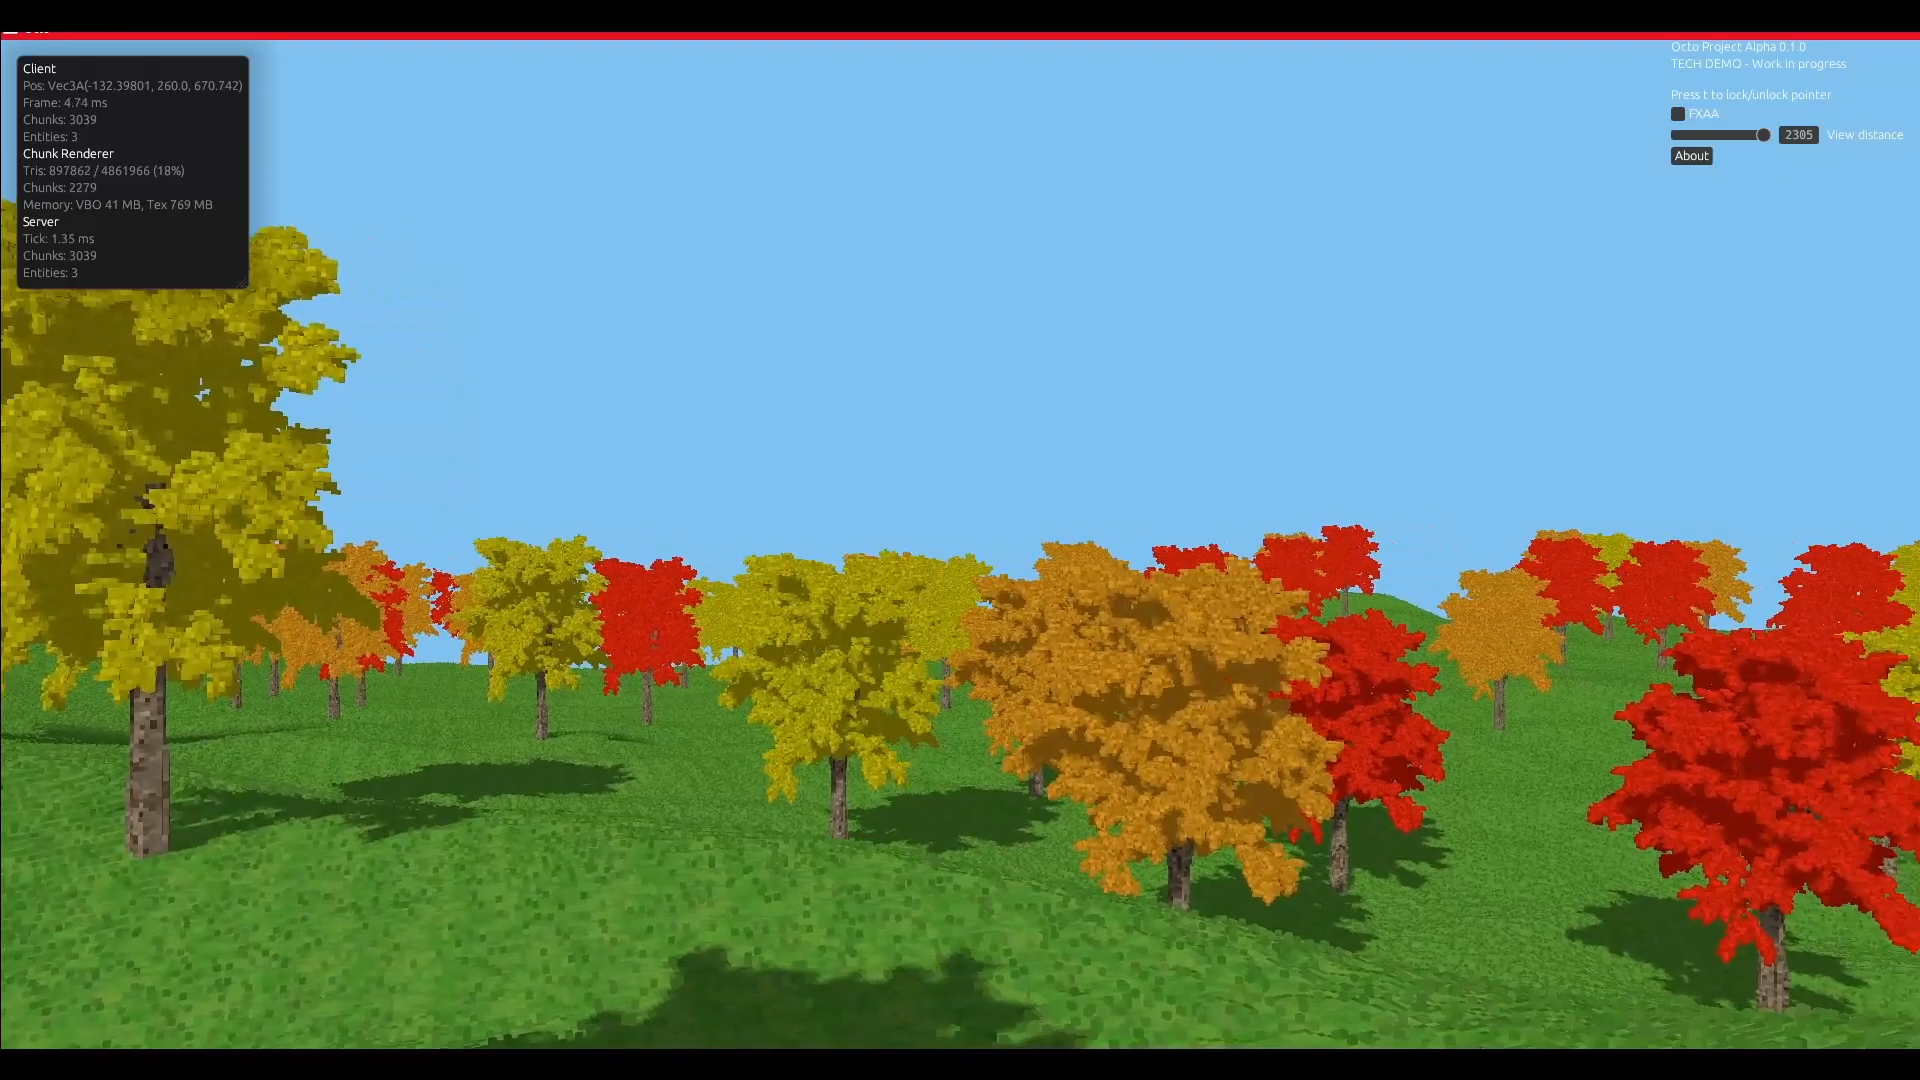 Client
Pos: Vec3A(-132.39801, 260.0, 670.742)
Frame: 4.74 ms
Chunks: 3039
Entities: 3
Chunk Renderer
Tris: 897862 / 4861966 (18%)
Chunks: 2279
Memory: VBO 41 MB, Tex 769 MB
Server
Tick: 1.35 ms
Chunks: 3039
Entities: 3
Octo Project Alpha 0.1.0
TECH DEMO - Work in progress
Press t to lock/unlock pointer
FXAA
2305 View distance
About